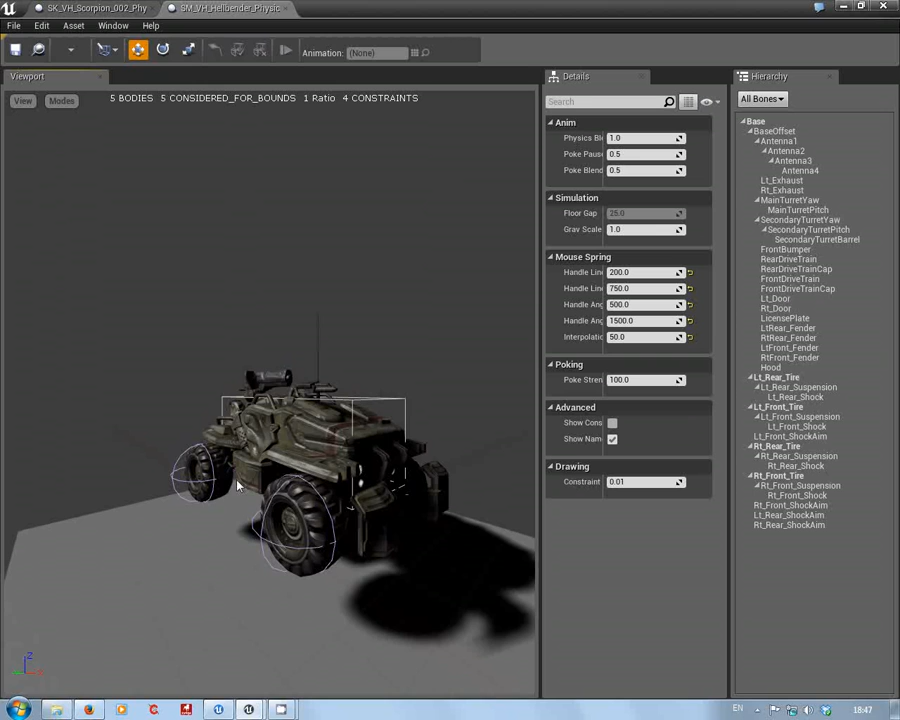 SK_VH_Scorpion_002_Phy
SM_VH_Hellbender_Physic
File Edit Asset Window Help
Animation: (None)
Viewport
Details
Hierarchy
View Modes
5 BODIES 5 CONSIDERED_FOR_BOUNDS 1 Ratio 4 CONSTRAINTS
Search
All Bones
Anim
Physics Bl 1.0
Poke Paus 0.5
Poke Blend 0.5
Simulation
Floor Gap 25.0
Grav Scale 1.0
Mouse Spring
Handle Line 200.0
Handle Line 750.0
Handle Ang 500.0
Handle Ang 1500.0
Interpolatio 50.0
Poking
Poke Stren 100.0
Advanced
Show Cons
Show Nam
Drawing
Constraint 0.01
Base
BaseOffset
Antenna1
Antenna2
Antenna3
Antenna4
Lt_Exhaust
Rt_Exhaust
MainTurretYaw
MainTurretPitch
SecondaryTurretYaw
SecondaryTurretPitch
SecondaryTurretBarrel
FrontBumper
RearDriveTrain
RearDriveTrainCap
FrontDriveTrain
FrontDriveTrainCap
Lt_Door
Rt_Door
LicensePlate
LtRear_Fender
RtRear_Fender
LtFront_Fender
RtFront_Fender
Hood
Lt_Rear_Tire
Lt_Rear_Suspension
Lt_Rear_Shock
Lt_Front_Tire
Lt_Front_Suspension
Lt_Front_Shock
Lt_Front_ShockAim
Rt_Rear_Tire
Rt_Rear_Suspension
Rt_Rear_Shock
Rt_Front_Tire
Rt_Front_Suspension
Rt_Front_Shock
Rt_Front_ShockAim
Lt_Rear_ShockAim
Rt_Rear_ShockAim
Z
EN
18:47